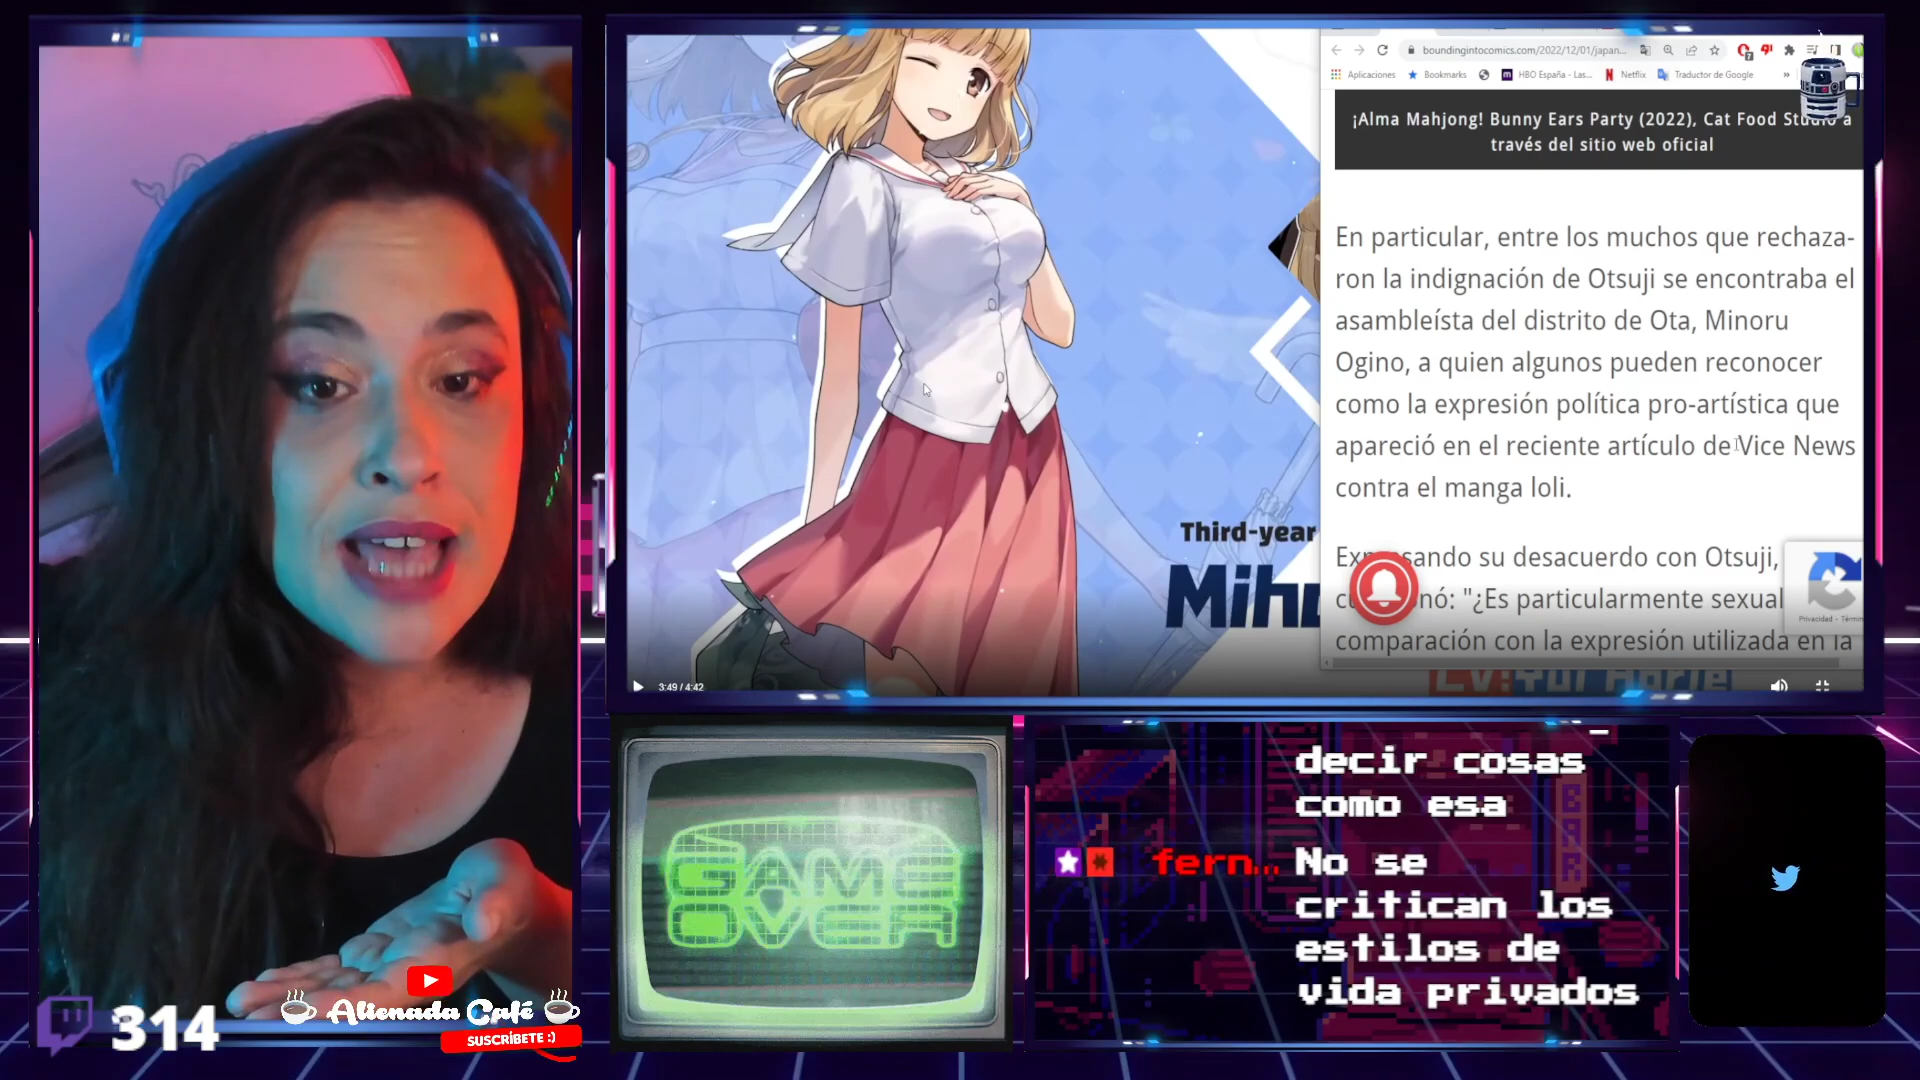 boundingintocomics.com/2022/12/01/japan...
Aplicaciones
Bookmarks
HBO España - Las...
Netflix
Traductor de Google
»
¡Alma Mahjong! Bunny Ears Party (2022), Cat Food Studio a
través del sitio web oficial
En particular, entre los muchos que rechaza-
ron la indignación de Otsuji se encontraba el
asambleísta del distrito de Ota, Minoru
Ogino, a quien algunos pueden reconocer
como la expresión política pro-artística que
apareció en el reciente artículo de Vice News
contra el manga loli.
sando su desacuerdo con Otsuji,
nó: "¿Es particularmente sexual
comparación con la expresión utilizada en la
Privacidad - Términ
Third-year
Miho
3:49 / 4:42
GAME
OVER
decir cosas
como esa
fern... No se
critican los
estilos de
vida privados
314
Alienada Café
SUSCRÍBETE :)